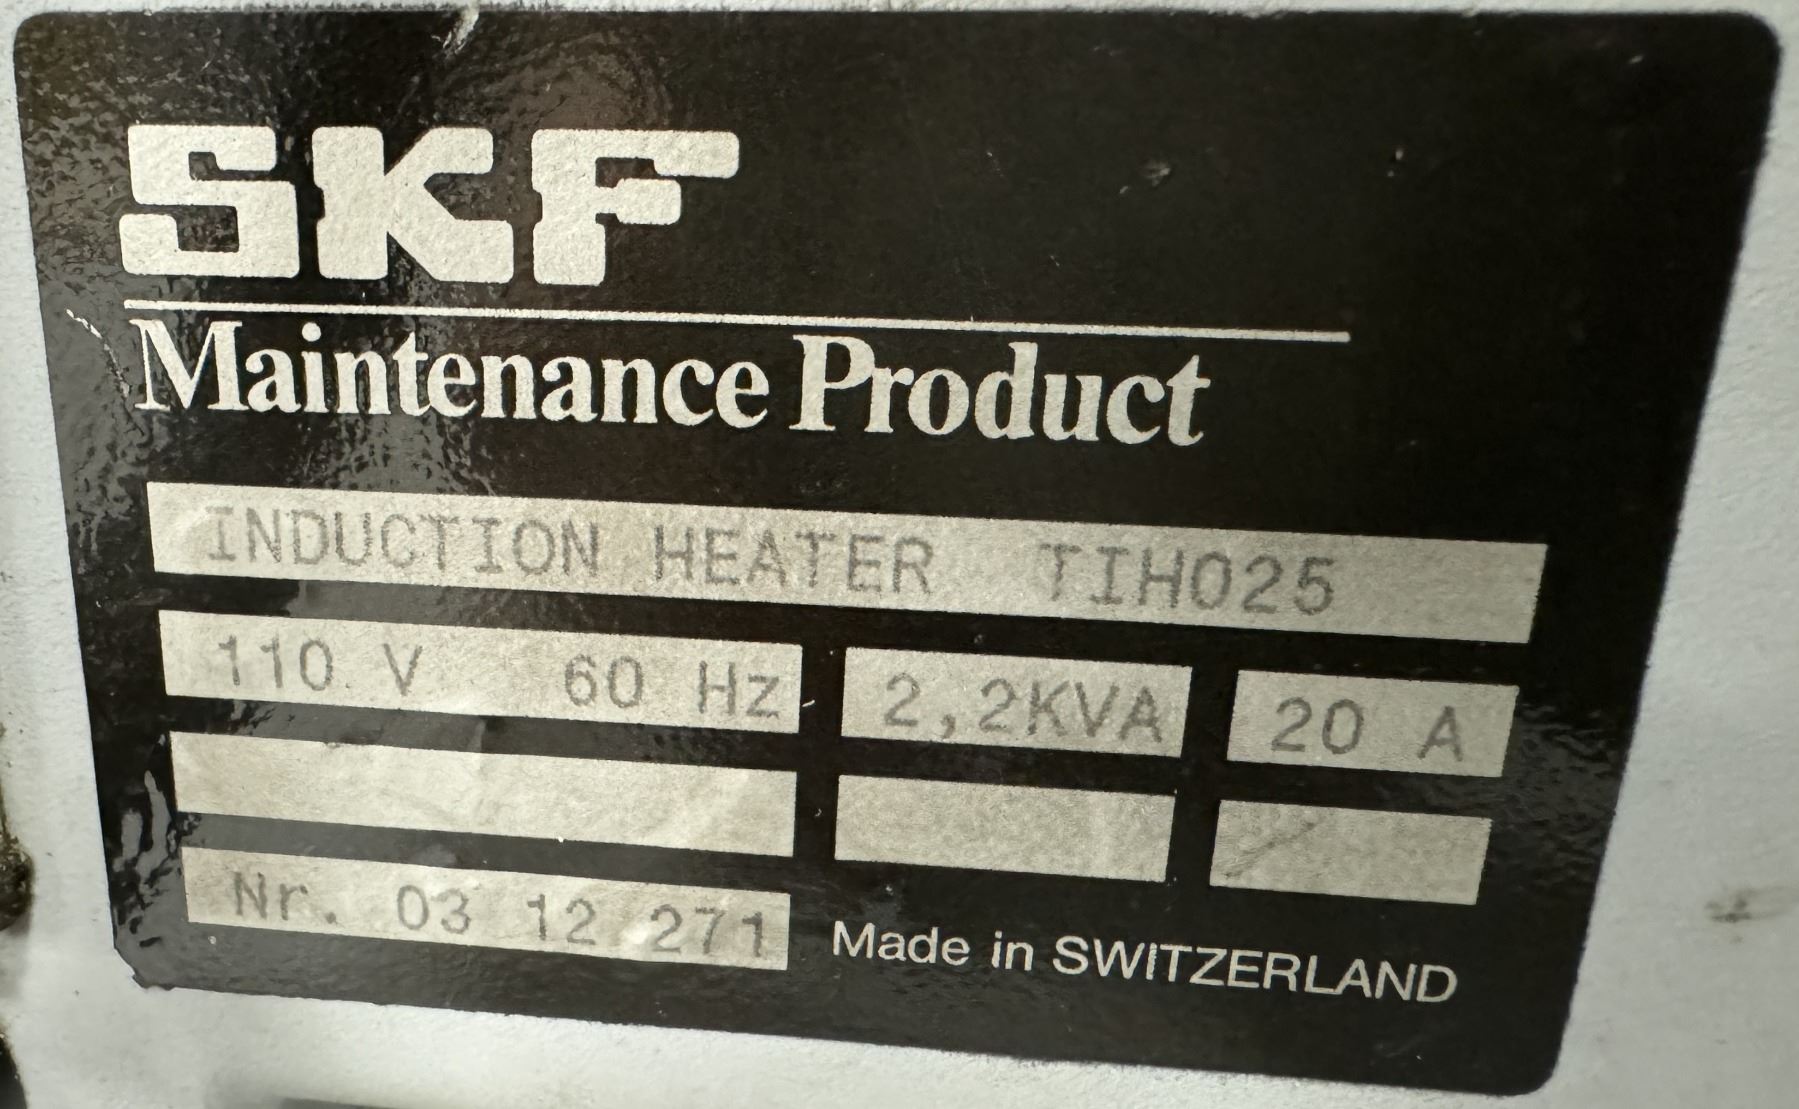 SKF
Maintenance Product
INDUCTION HEATER TIH025
110 V 60 Hz 2,2KVA 20 A
Nr. 03 12 271
Made in SWITZERLAND